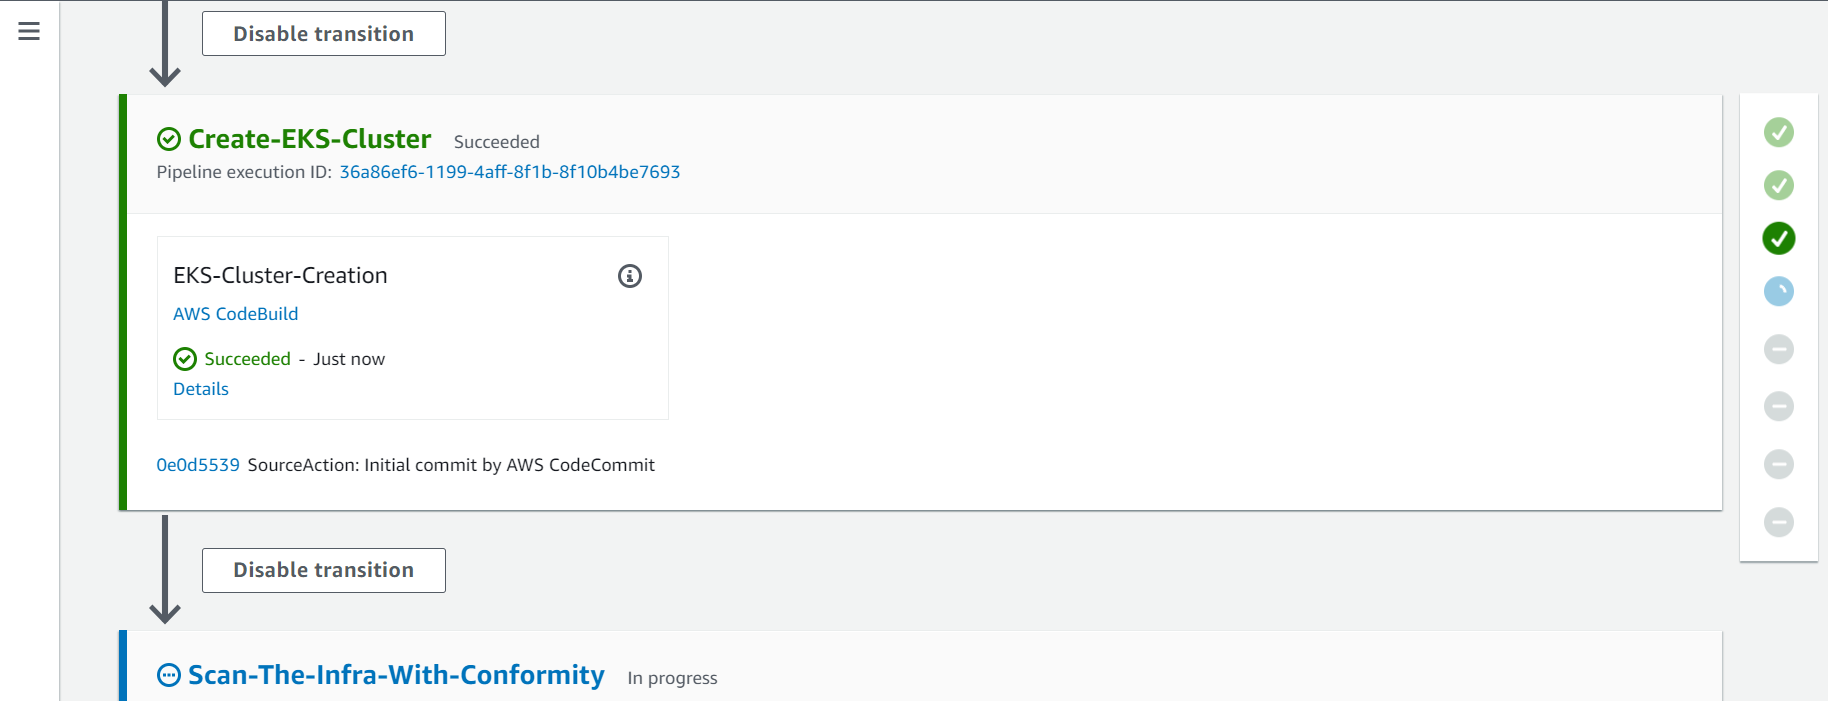 Disable transition
Create-EKS-Cluster Succeeded
Pipeline execution ID: 36a86ef6-1199-4aff-8f1b-8f10b4be7693
EKS-Cluster-Creation
AWS CodeBuild
Succeeded - Just now
Details
0e0d5539 SourceAction: Initial commit by AWS CodeCommit
Disable transition
Scan-The-Infra-With-Conformity In progress